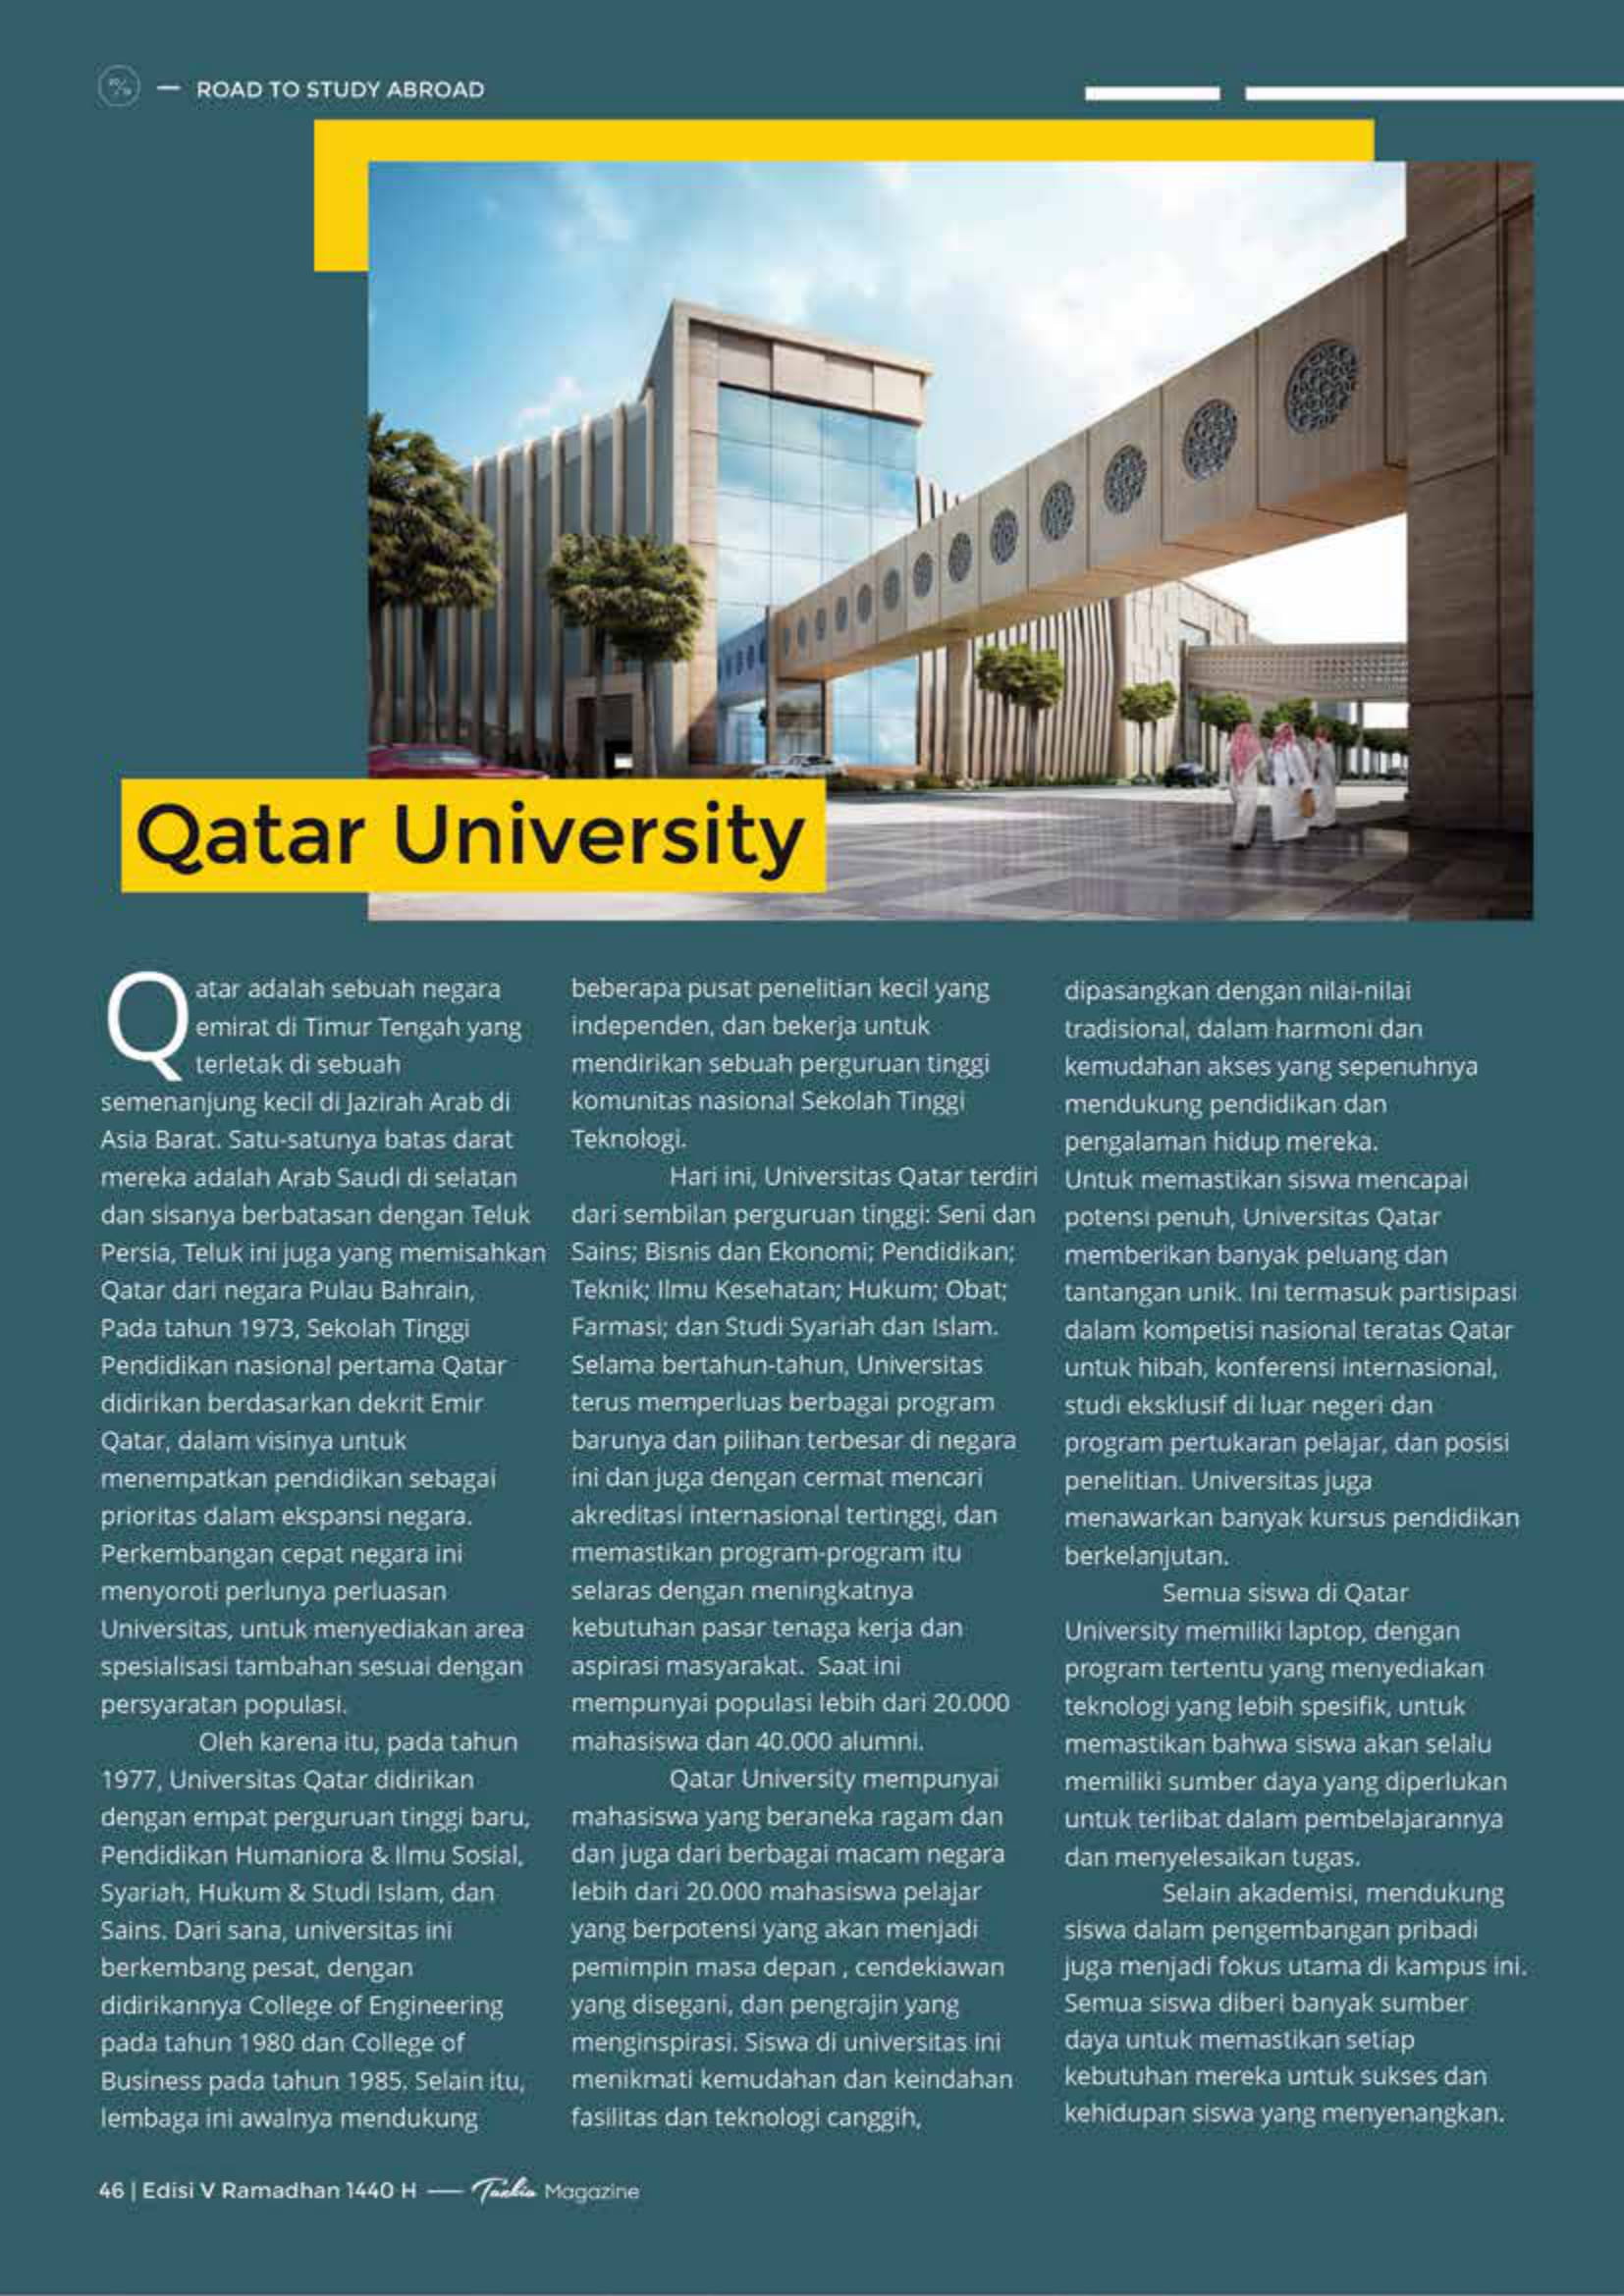 ROAD TO STUDY ABROAD
Qatar University
Qatar adalah sebuah negara
emirat di Timur Tengah yang
terletak di sebuah
semenanjung kecil di Jazirah Arab di
Asia Barat. Satu-satunya batas darat
mereka adalah Arab Saudi di selatan
dan sisanya berbatasan dengan Teluk
Persia, Teluk ini juga yang memisahkan
Qatar dari negara Pulau Bahrain,
Pada tahun 1973, Sekolah Tinggi
Pendidikan nasional pertama Qatar
didirikan berdasarkan dekrit Emir
Qatar, dalam visinya untuk
menempatkan pendidikan sebagai
prioritas dalam ekspansi negara.
Perkembangan cepat negara ini
menyoroti perlunya perluasan
Universitas, untuk menyediakan area
spesialisasi tambahan sesuai dengan
persyaratan populasi.
Oleh karena itu, pada tahun
1977, Universitas Qatar didirikan
dengan empat perguruan tinggi baru,
Pendidikan Humaniora & Ilmu Sosial,
Syariah, Hukum & Studi Islam, dan
Sains. Dari sana, universitas ini
berkembang pesat, dengan
didirikannya College of Engineering
pada tahun 1980 dan College of
Business pada tahun 1985. Selain itu,
lembaga ini awalnya mendukung
beberapa pusat penelitian kecil yang
independen, dan bekerja untuk
mendirikan sebuah perguruan tinggi
komunitas nasional Sekolah Tinggi
Teknologi.
Hari ini, Universitas Qatar terdiri
dari sembilan perguruan tinggi: Seni dan
Sains; Bisnis dan Ekonomi; Pendidikan;
Teknik; Ilmu Kesehatan; Hukum; Obat;
Farmasi; dan Studi Syariah dan Islam.
Selama bertahun-tahun, Universitas
terus memperluas berbagai program
barunya dan pilihan terbesar di negara
ini dan juga dengan cermat mencari
akreditasi internasional tertinggi, dan
memastikan program-program itu
selaras dengan meningkatnya
kebutuhan pasar tenaga kerja dan
aspirasi masyarakat. Saat ini
mempunyai populasi lebih dari 20.000
mahasiswa dan 40.000 alumni.
Qatar University mempunyai
mahasiswa yang beraneka ragam dan
dan juga dari berbagai macam negara
lebih dari 20.000 mahasiswa pelajar
yang berpotensi yang akan menjadi
pemimpin masa depan , cendekiawan
yang disegani, dan pengrajin yang
menginspirasi. Siswa di universitas ini
menikmati kemudahan dan keindahan
fasilitas dan teknologi canggih,
dipasangkan dengan nilai-nilai
tradisional, dalam harmoni dan
kemudahan akses yang sepenuhnya
mendukung pendidikan dan
pengalaman hidup mereka.
Untuk memastikan siswa mencapai
potensi penuh, Universitas Qatar
memberikan banyak peluang dan
tantangan unik. Ini termasuk partisipasi
dalam kompetisi nasional teratas Qatar
untuk hibah, konferensi internasional,
studi eksklusif di luar negeri dan
program pertukaran pelajar, dan posisi
penelitian. Universitas juga
menawarkan banyak kursus pendidikan
berkelanjutan.
Semua siswa di Qatar
University memiliki laptop, dengan
program tertentu yang menyediakan
teknologi yang lebih spesifik, untuk
memastikan bahwa siswa akan selalu
memiliki sumber daya yang diperlukan
untuk terlibat dalam pembelajarannya
dan menyelesaikan tugas.
Selain akademisi, mendukung
siswa dalam pengembangan pribadi
juga menjadi fokus utama di kampus ini.
Semua siswa diberi banyak sumber
daya untuk memastikan setiap
kebutuhan mereka untuk sukses dan
kehidupan siswa yang menyenangkan.
46 | Edisi V Ramadhan 1440 H — Tazkia Magazine